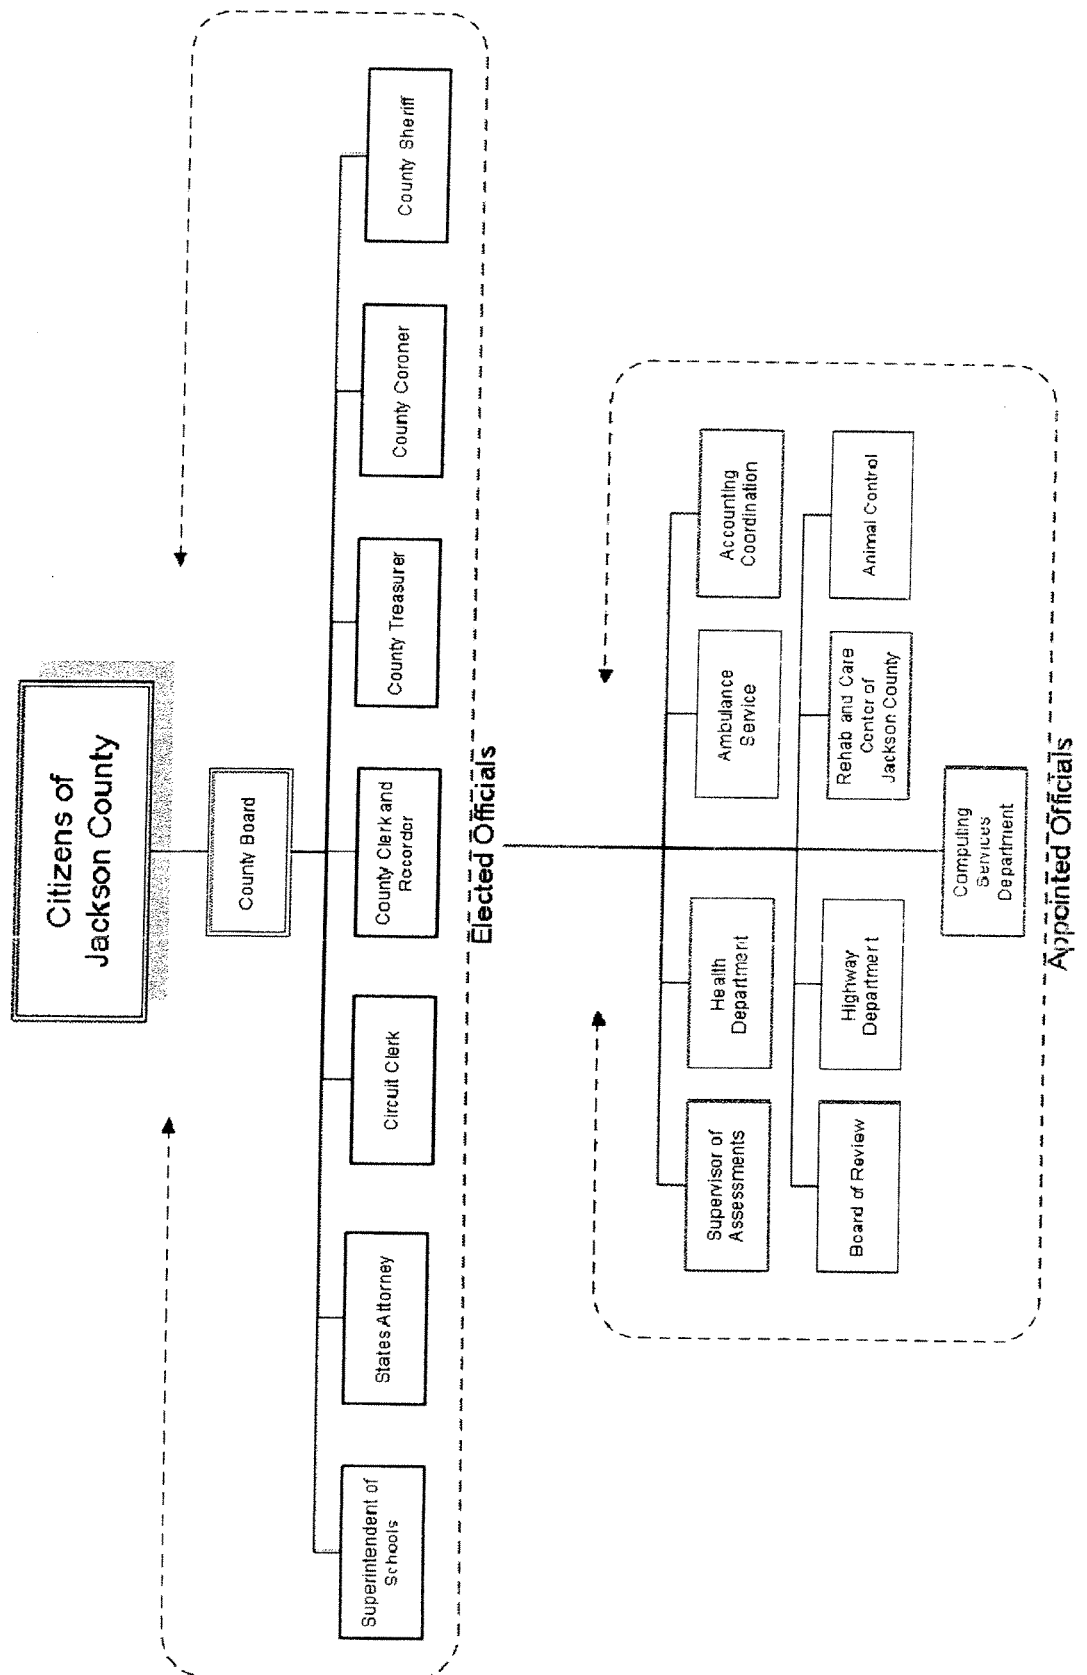 Citizens of
Jackson County
County Board
Superintendent of
Schools
States Attorney
Circuit Clerk
County Clerk and
Recorder
County Treasurer
County Coroner
County Sheriff
Elected Officials
Supervisor of
Assessments
Health
Department
Ambulance
Service
Accounting
Coordination
Board of Review
Highway
Department
Rehab and Care
Center of
Jackson County
Animal Control
Computing
Services
Department
Appointed Officials